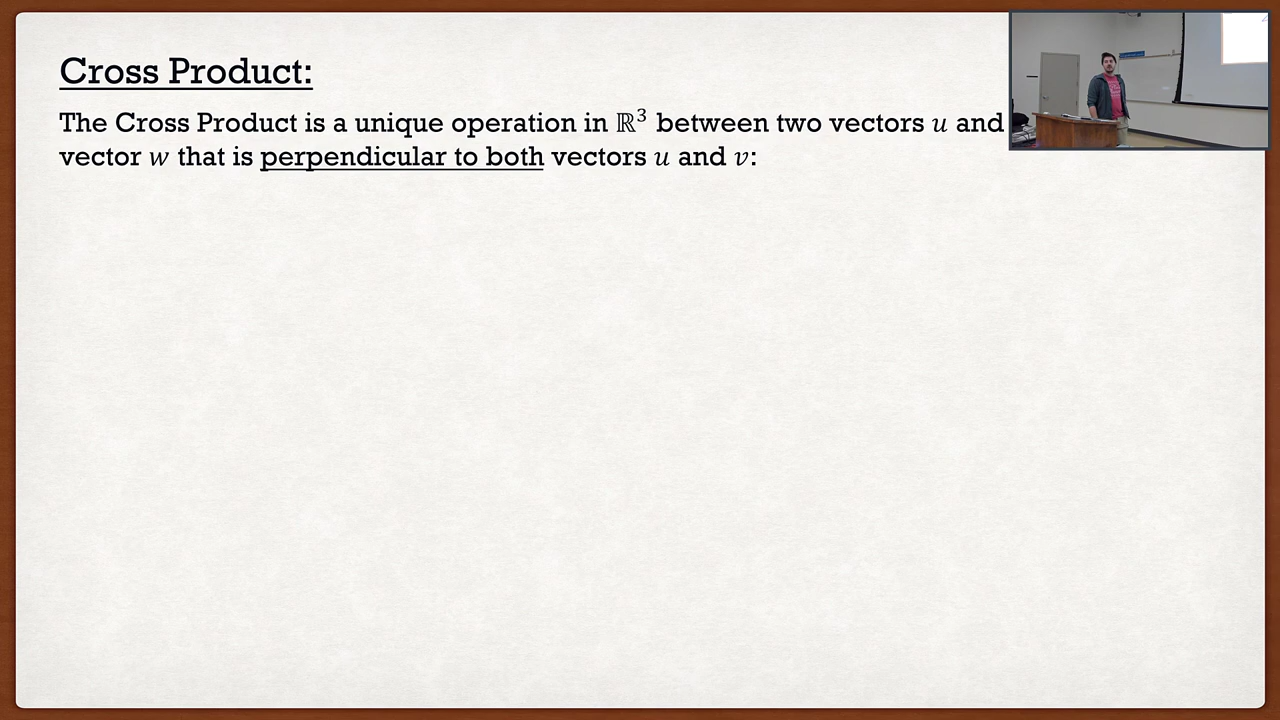 Cross Product:
The Cross Product is a unique operation in ℝ³ between two vectors 𝑢 and
vector 𝑤 that is perpendicular to both vectors 𝑢 and 𝑣: